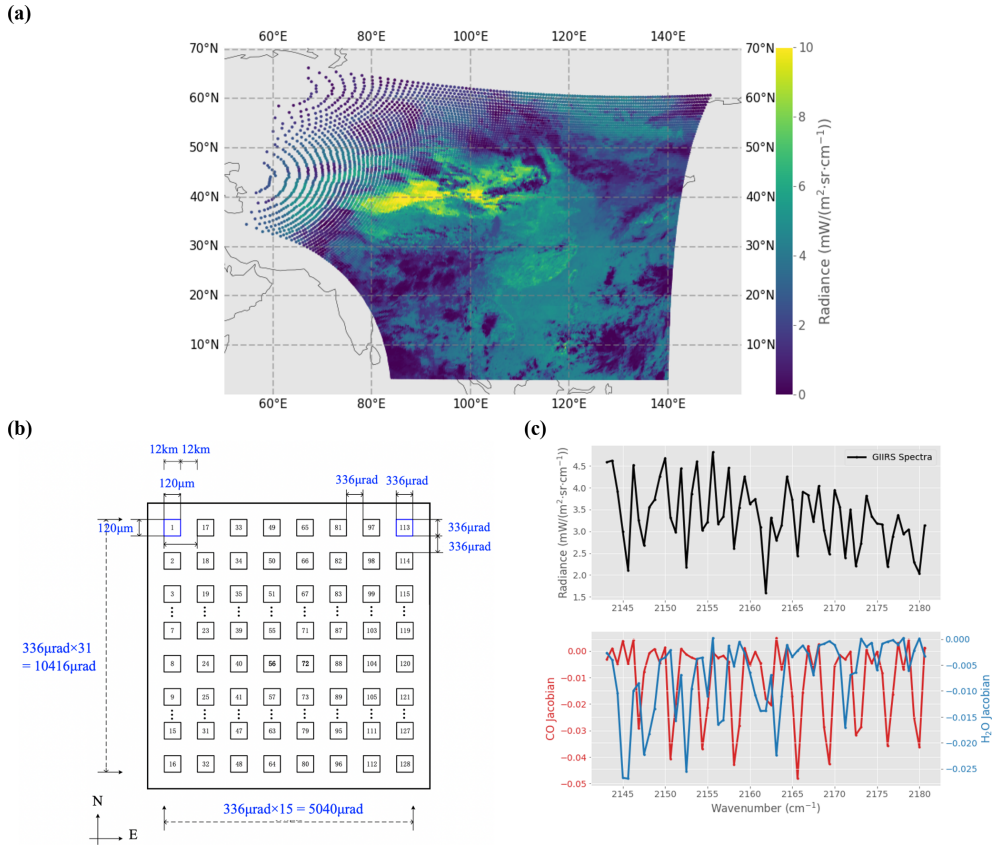 (a)
60°E 80°E 100°E 120°E 140°E
70°N 70°N 10
60°N 60°N
50°N 50°N 8
40°N 40°N 6
30°N 30°N 4
20°N 20°N 2
10°N 10°N
0
60°E 80°E 100°E 120°E 140°E
Radiance (mW/(m²·sr·cm⁻¹))
(b)
12km 12km
120μm
336μrad 336μrad
120μm
336μrad
336μrad
1 17 33 49 65 81 97 113
2 18 34 50 66 82 98 114
3 19 35 51 67 83 99 115
7 23 39 55 71 87 103 119
8 24 40 56 72 88 104 120
9 25 41 57 73 89 105 121
15 31 47 63 79 95 111 127
16 32 48 64 80 96 112 128
336μrad×31
= 10416μrad
336μrad×15 = 5040μrad
N
E
(c)
GIIRS Spectra
Radiance (mW/(m²·sr·cm⁻¹))
4.5
4.0
3.5
3.0
2.5
2.0
1.5
2145 2150 2155 2160 2165 2170 2175 2180
CO Jacobian
0.00
−0.01
−0.02
−0.03
−0.04
−0.05
0.000
−0.005
−0.010
−0.015
−0.020
−0.025
H₂O Jacobian
2145 2150 2155 2160 2165 2170 2175 2180
Wavenumber (cm⁻¹)